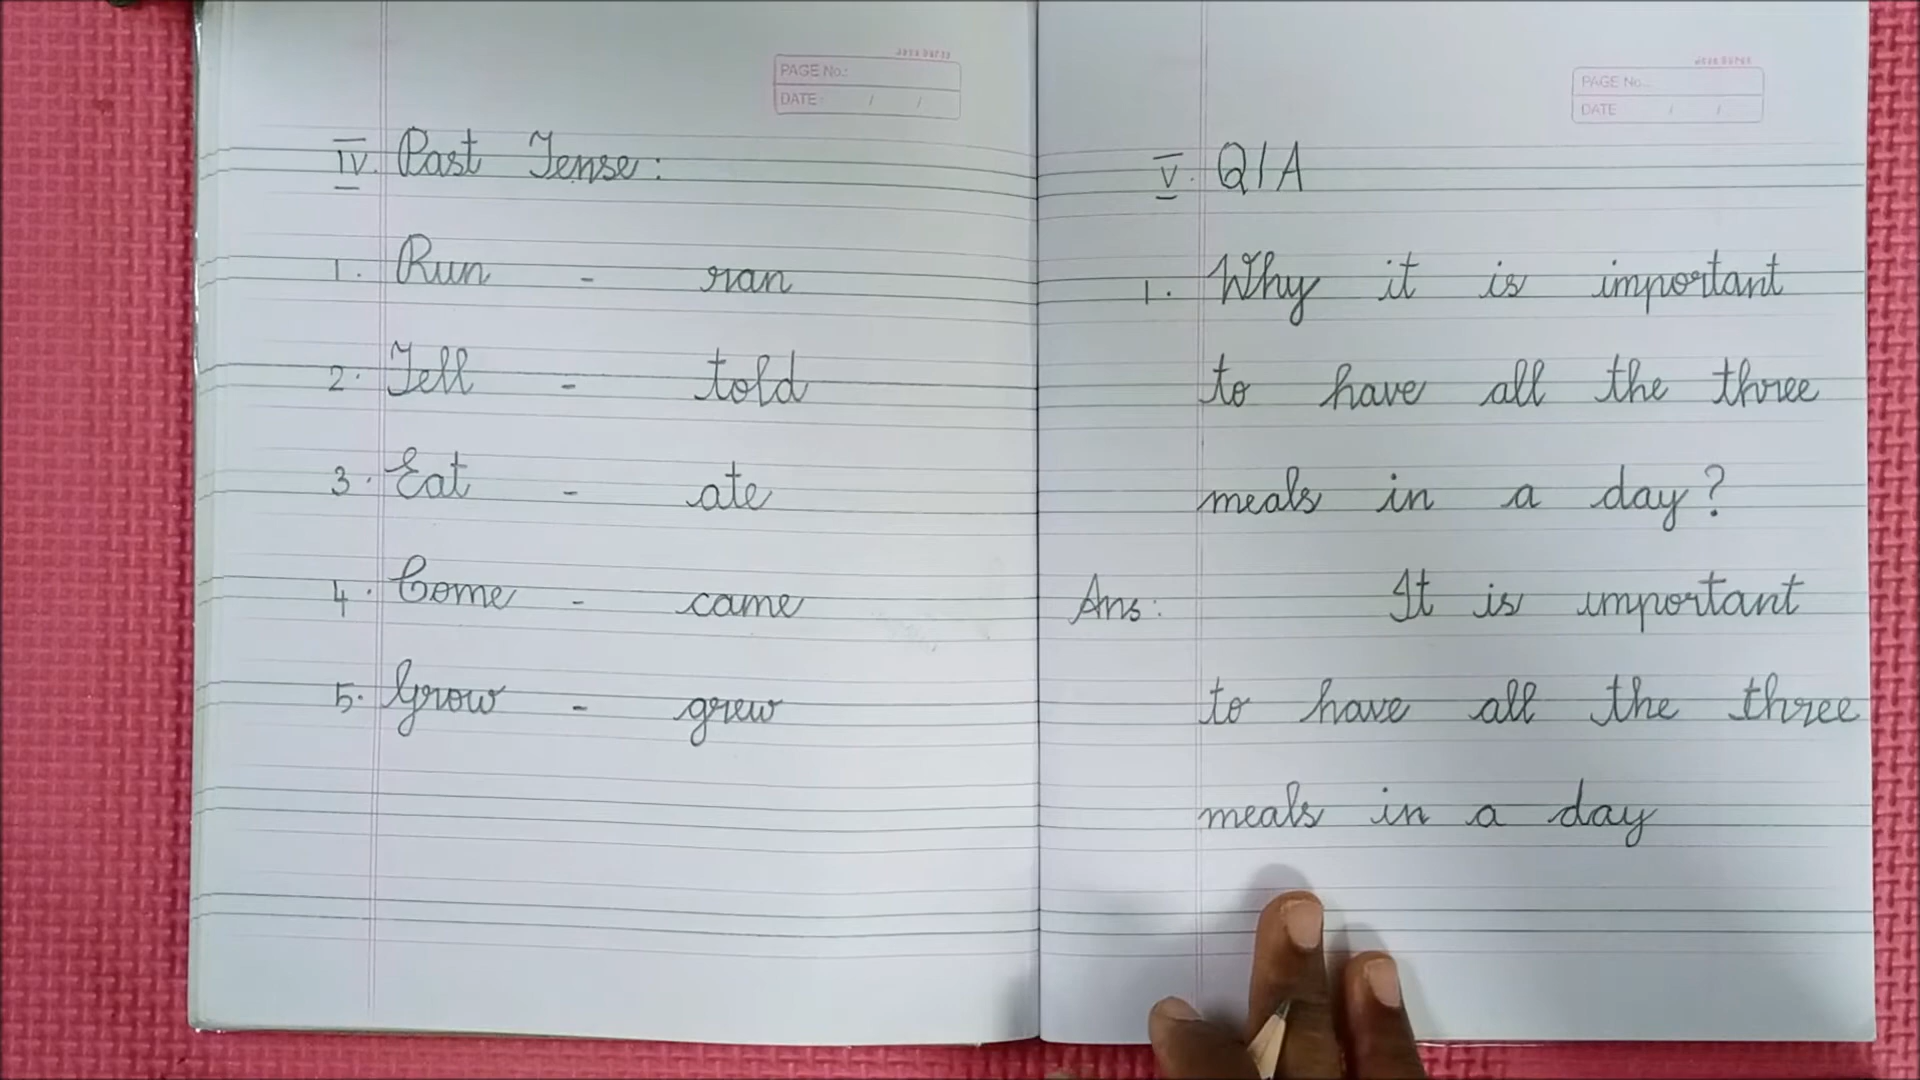 PAGE No.:
DATE: / /
IV. Past Tense:
1. Run - ran
2. Tell - told
3. Eat - ate
4. Come - came
5. Grow - grew
PAGE No.:
DATE: / /
V. Q/A
1. Why it is important
to have all the three
meals in a day?
Ans: It is important
to have all the three
meals in a day